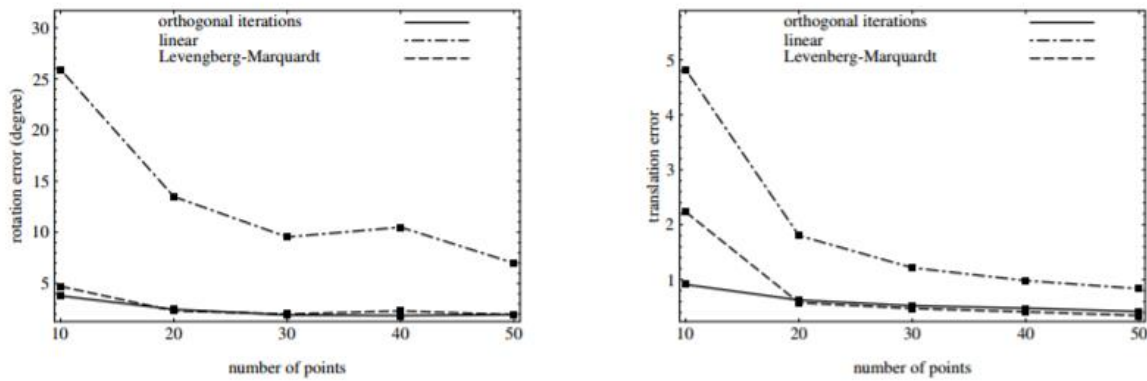 orthogonal iterations
linear
Levengberg-Marquardt
30
25
20
15
10
5
rotation error (degree)
10 20 30 40 50
number of points
orthogonal iterations
linear
Levenberg-Marquardt
5
4
3
2
1
translation error
10 20 30 40 50
number of points